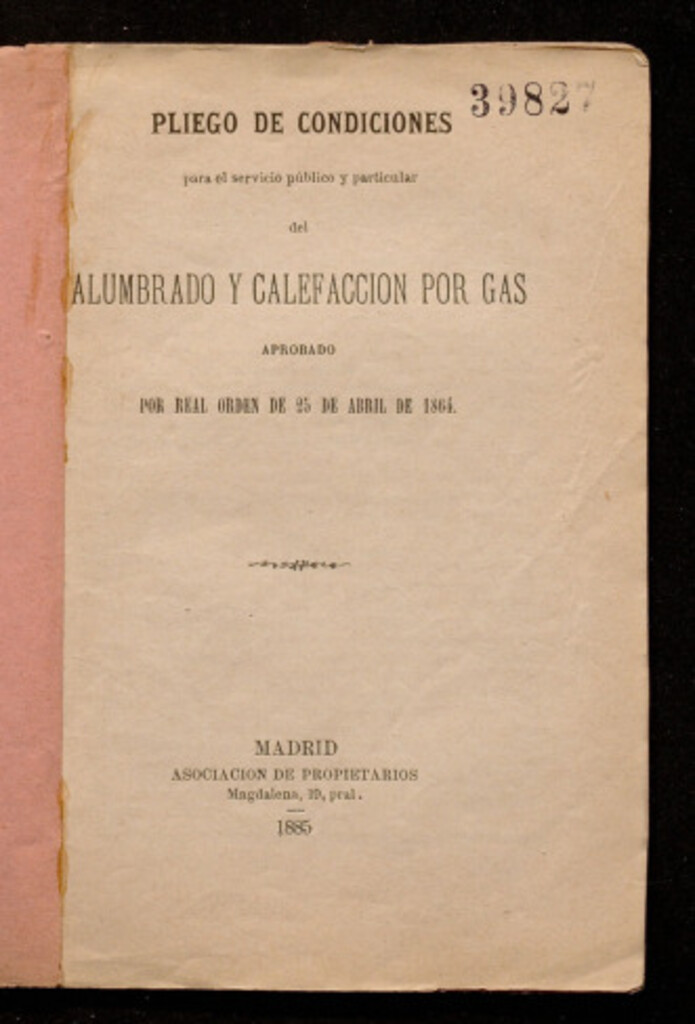 39827
PLIEGO DE CONDICIONES
para el servicio público y particular
del
ALUMBRADO Y CALEFACCION POR GAS
APROBADO
POR REAL ORDEN DE 25 DE ABRIL DE 1864.
MADRID
ASOCIACION DE PROPIETARIOS
Magdalena, 19, pral.
1885